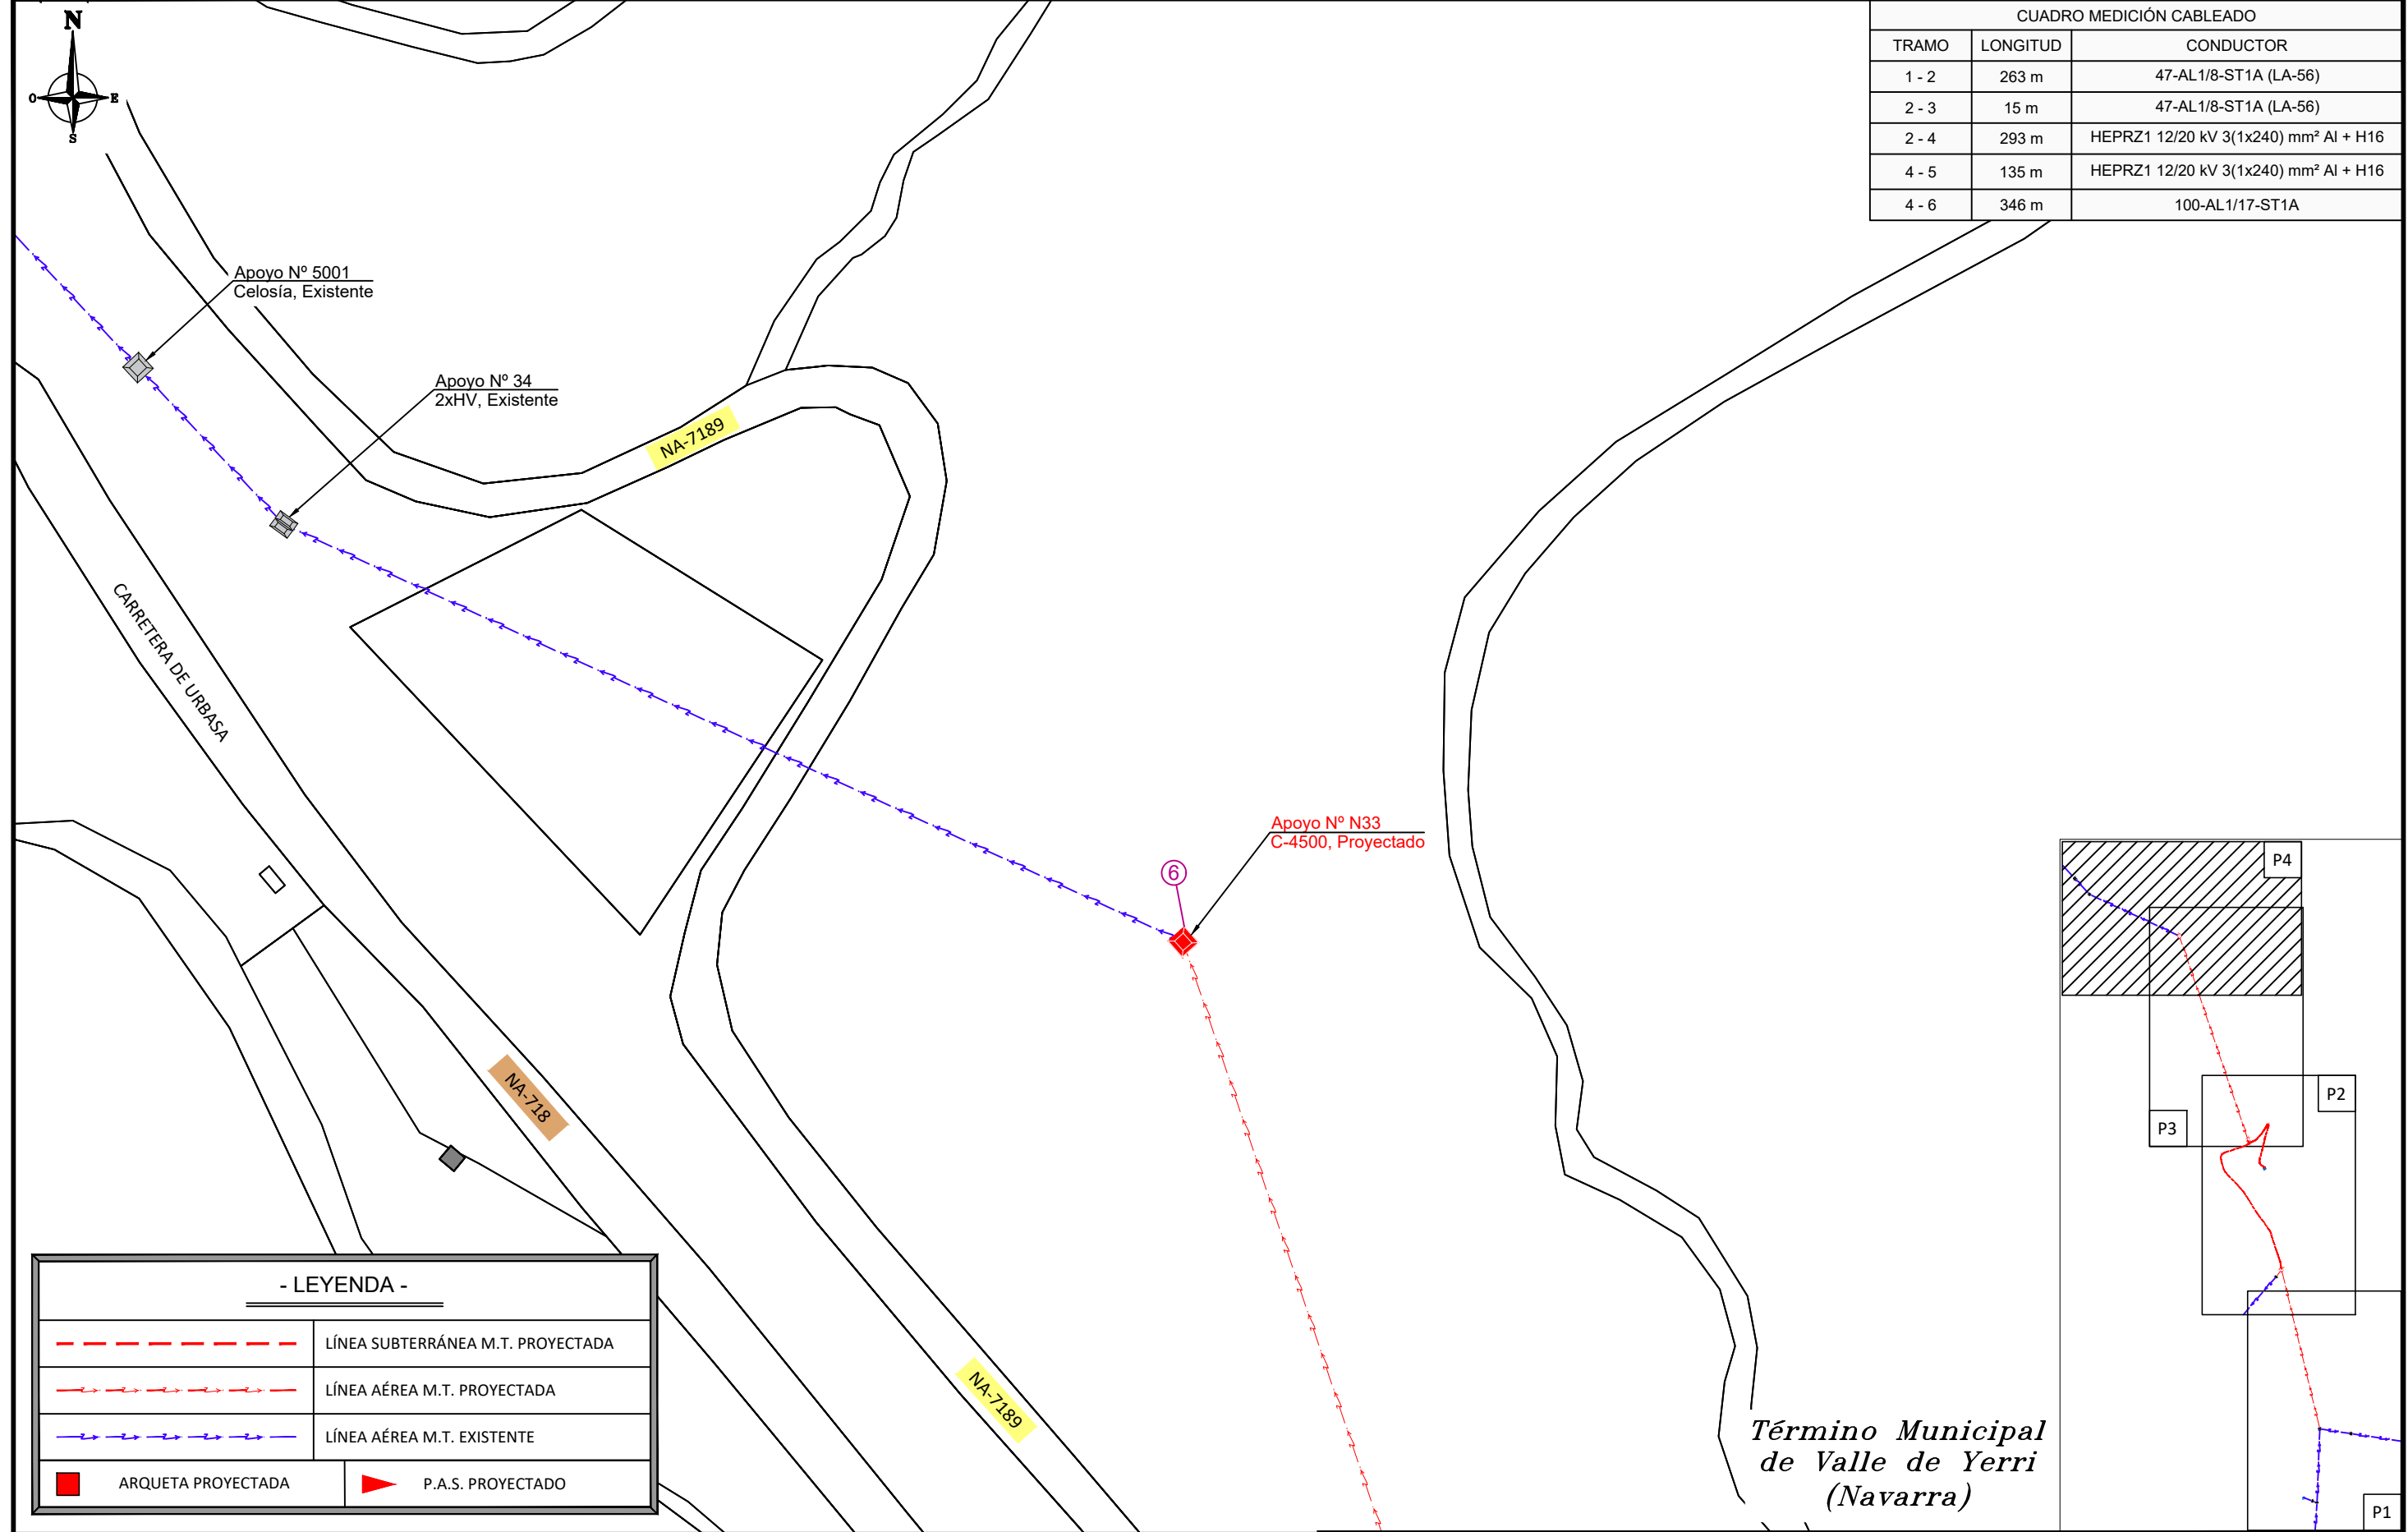 N
O
E
S
CUADRO MEDICIÓN CABLEADO
TRAMO LONGITUD CONDUCTOR
1 - 2 263 m 47-AL1/8-ST1A (LA-56)
2 - 3 15 m 47-AL1/8-ST1A (LA-56)
2 - 4 293 m HEPRZ1 12/20 kV 3(1x240) mm² Al + H16
4 - 5 135 m HEPRZ1 12/20 kV 3(1x240) mm² Al + H16
4 - 6 346 m 100-AL1/17-ST1A
Apoyo Nº 5001
Celosía, Existente
Apoyo Nº 34
2xHV, Existente
NA-7189
CARRETERA DE URBASA
Apoyo Nº N33
C-4500, Proyectado
6
NA-718
NA-7189
P4
P2
P3
P1
Término Municipal
de Valle de Yerri
(Navarra)
- LEYENDA -
LÍNEA SUBTERRÁNEA M.T. PROYECTADA
LÍNEA AÉREA M.T. PROYECTADA
LÍNEA AÉREA M.T. EXISTENTE
ARQUETA PROYECTADA P.A.S. PROYECTADO